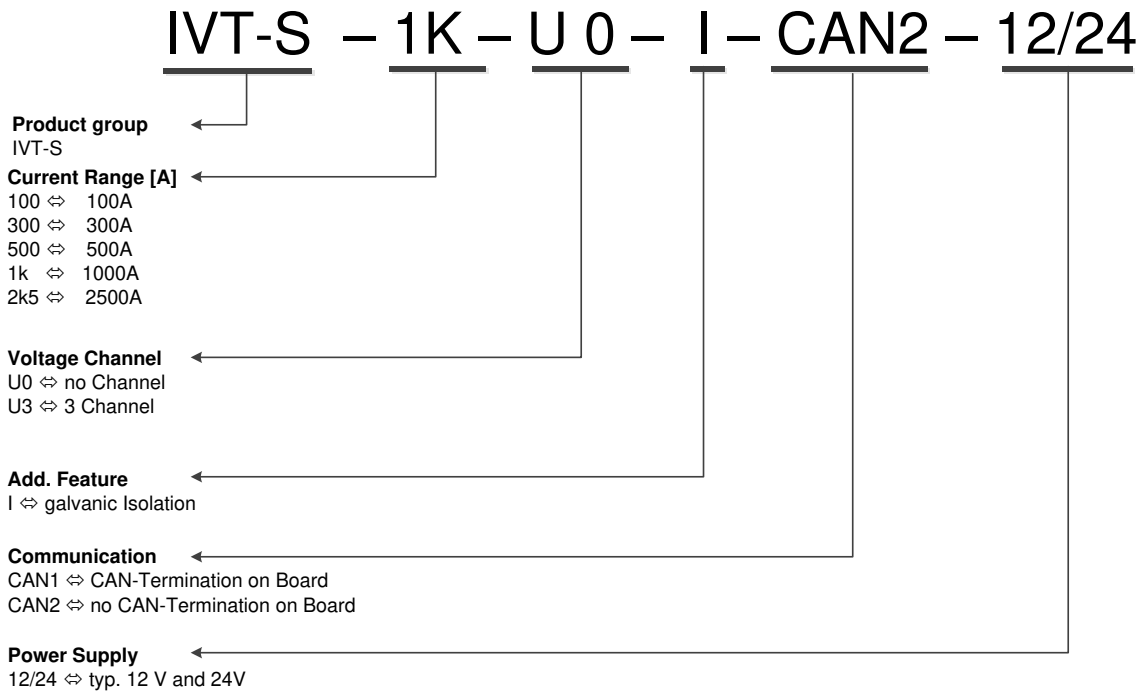 IVT-S – 1K – U 0 – I – CAN2 – 12/24
Product group
IVT-S
Current Range [A]
100 ⇔ 100A
300 ⇔ 300A
500 ⇔ 500A
1k ⇔ 1000A
2k5 ⇔ 2500A
Voltage Channel
U0 ⇔ no Channel
U3 ⇔ 3 Channel
Add. Feature
I ⇔ galvanic Isolation
Communication
CAN1 ⇔ CAN-Termination on Board
CAN2 ⇔ no CAN-Termination on Board
Power Supply
12/24 ⇔ typ. 12 V and 24V